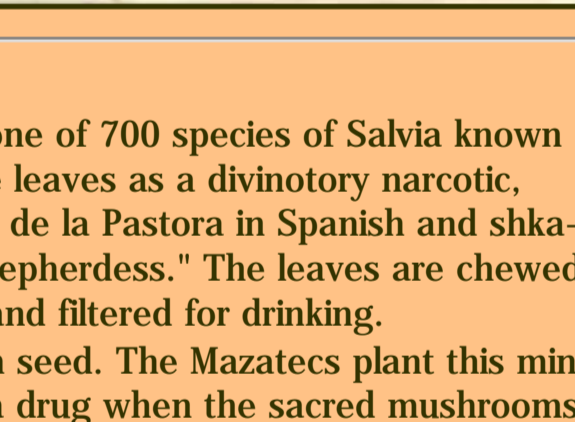 one of 700 species of Salvia known
leaves as a divinotory narcotic,
de la Pastora in Spanish and shka-
epherdess." The leaves are chewed
and filtered for drinking.
seed. The Mazatecs plant this min
drug when the sacred mushrooms